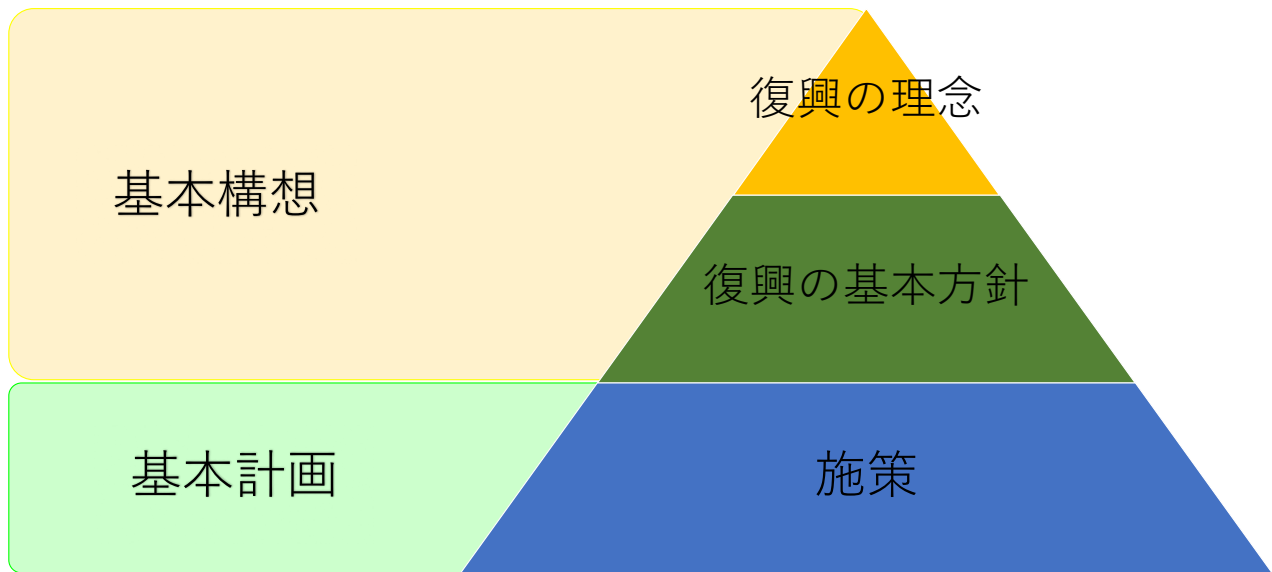 復興の理念
基本構想
復興の基本方針
基本計画
施策